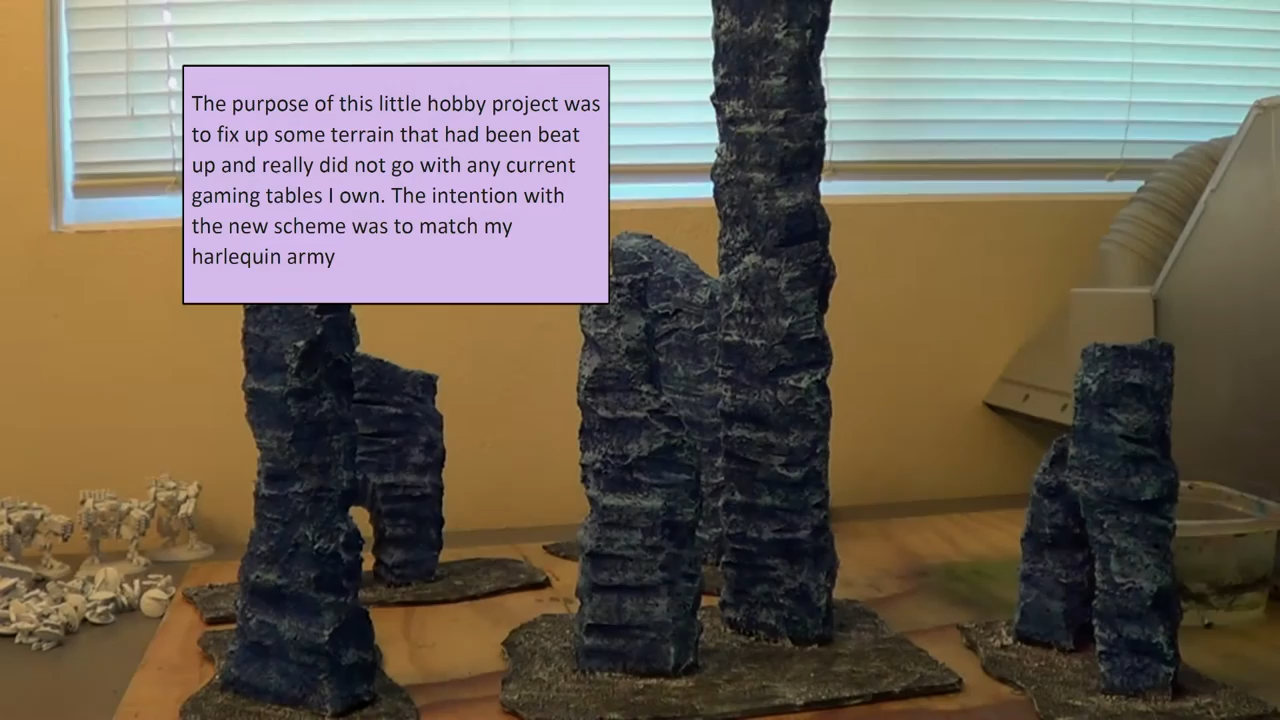 The purpose of this little hobby project was
to fix up some terrain that had been beat
up and really did not go with any current
gaming tables I own. The intention with
the new scheme was to match my
harlequin army